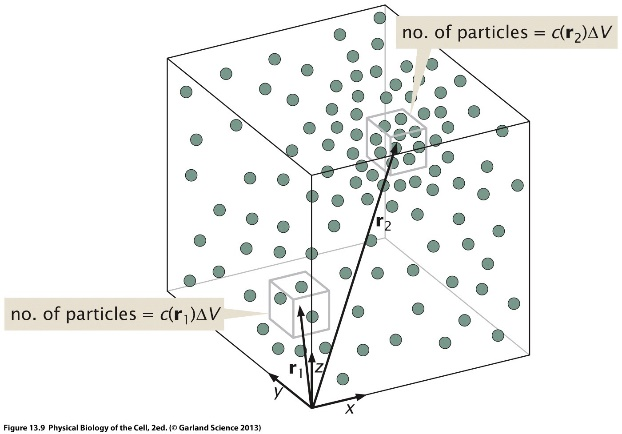 no. of particles = c(r₂)ΔV
r₂
no. of particles = c(r₁)ΔV
r₁
z
y
x
Figure 13.9 Physical Biology of the Cell, 2ed. (© Garland Science 2013)